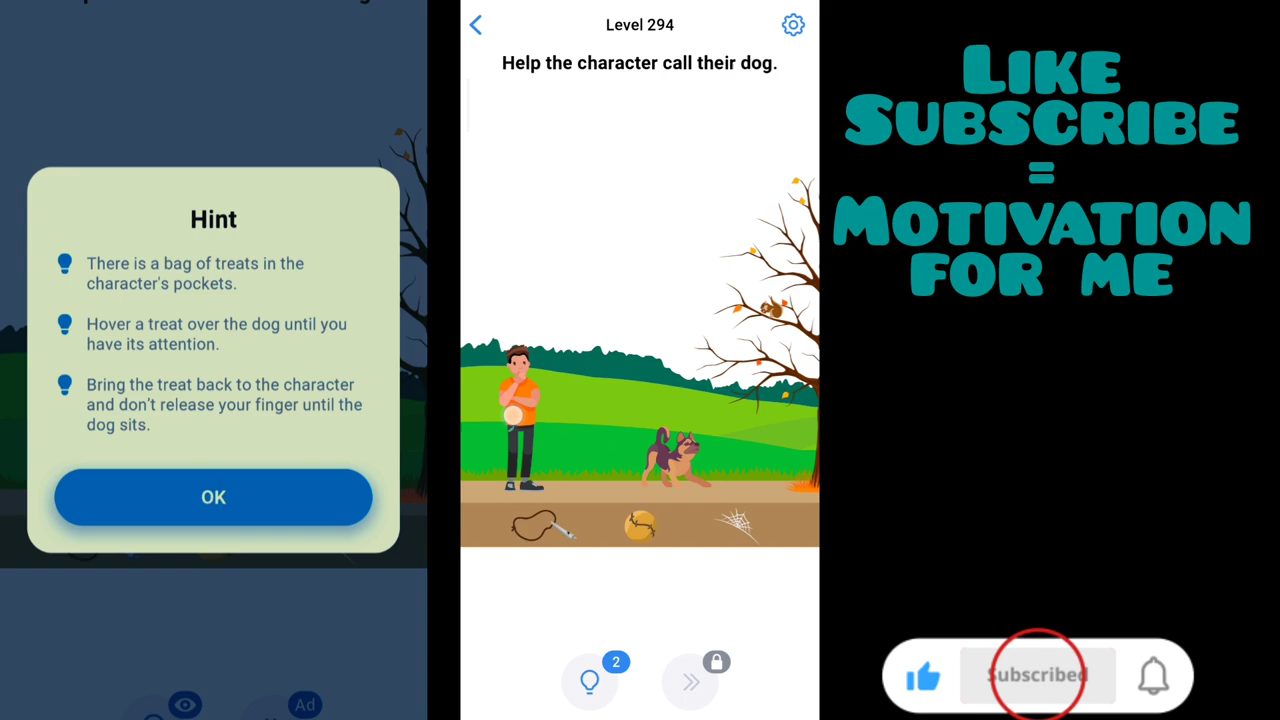 Hint
There is a bag of treats in the
character's pockets.
Hover a treat over the dog until you
have its attention.
Bring the treat back to the character
and don't release your finger until the
dog sits.
OK
Ad
Level 294
Help the character call their dog.
2
LIKE
SUBSCRIBE
=
MOTIVATION
FOR ME
Subscribed